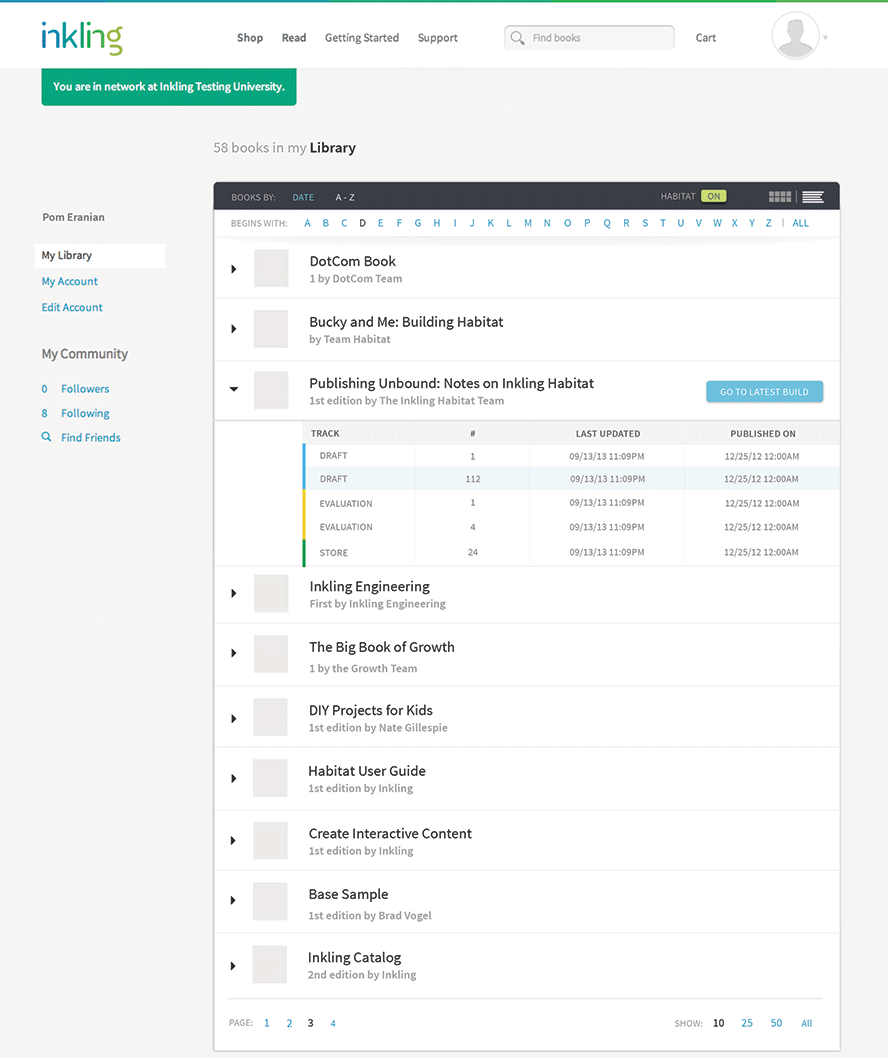 inkling
Shop Read Getting Started Support Find books Cart
You are in network at Inkling Testing University.
58 books in my Library
BOOKS BY: DATE A - Z HABITAT ON
BEGINS WITH: A B C D E F G H I J K L M N O P Q R S T U V W X Y Z | ALL
Pom Eranian
My Library
My Account
Edit Account
My Community
0 Followers
8 Following
Find Friends
DotCom Book
1 by DotCom Team
Bucky and Me: Building Habitat
by Team Habitat
Publishing Unbound: Notes on Inkling Habitat
1st edition by The Inkling Habitat Team
GO TO LATEST BUILD
TRACK # LAST UPDATED PUBLISHED ON
DRAFT 1 09/13/13 11:09PM 12/25/12 12:00AM
DRAFT 112 09/13/13 11:09PM 12/25/12 12:00AM
EVALUATION 1 09/13/13 11:09PM 12/25/12 12:00AM
EVALUATION 4 09/13/13 11:09PM 12/25/12 12:00AM
STORE 24 09/13/13 11:09PM 12/25/12 12:00AM
Inkling Engineering
First by Inkling Engineering
The Big Book of Growth
1 by the Growth Team
DIY Projects for Kids
1st edition by Nate Gillespie
Habitat User Guide
1st edition by Inkling
Create Interactive Content
1st edition by Inkling
Base Sample
1st edition by Brad Vogel
Inkling Catalog
2nd edition by Inkling
PAGE: 1 2 3 4 SHOW: 10 25 50 All